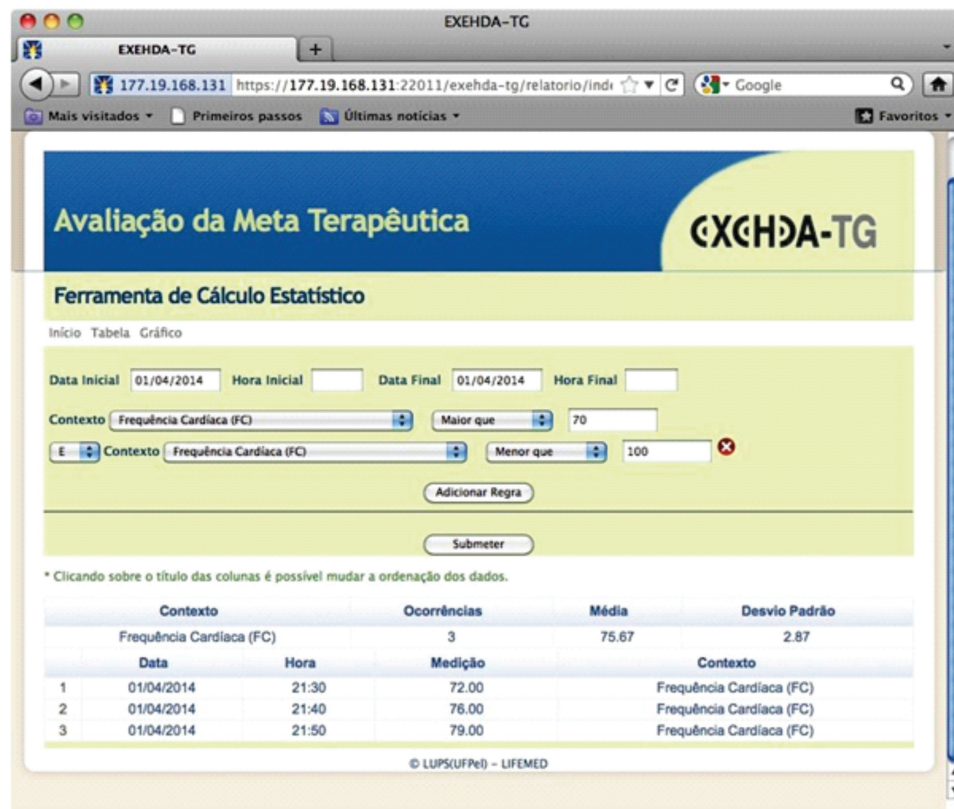 EXEHDA-TG
EXEHDA-TG
177.19.168.131 https://177.19.168.131:22011/exehda-tg/relatorio/ind Google
Mais visitados Primeiros passos Últimas notícias Favoritos
Avaliação da Meta Terapêutica
EXEHDA-TG
Ferramenta de Cálculo Estatístico
Início Tabela Gráfico
Data Inicial 01/04/2014 Hora Inicial Data Final 01/04/2014 Hora Final
Contexto Frequência Cardíaca (FC) Maior que 70
E Contexto Frequência Cardíaca (FC) Menor que 100
Adicionar Regra
Submeter
* Clicando sobre o título das colunas é possível mudar a ordenação dos dados.
Contexto Ocorrências Média Desvio Padrão
Frequência Cardíaca (FC) 3 75.67 2.87
Data Hora Medição Contexto
1 01/04/2014 21:30 72.00 Frequência Cardíaca (FC)
2 01/04/2014 21:40 76.00 Frequência Cardíaca (FC)
3 01/04/2014 21:50 79.00 Frequência Cardíaca (FC)
© LUPS(UFPel) – LIFEMED